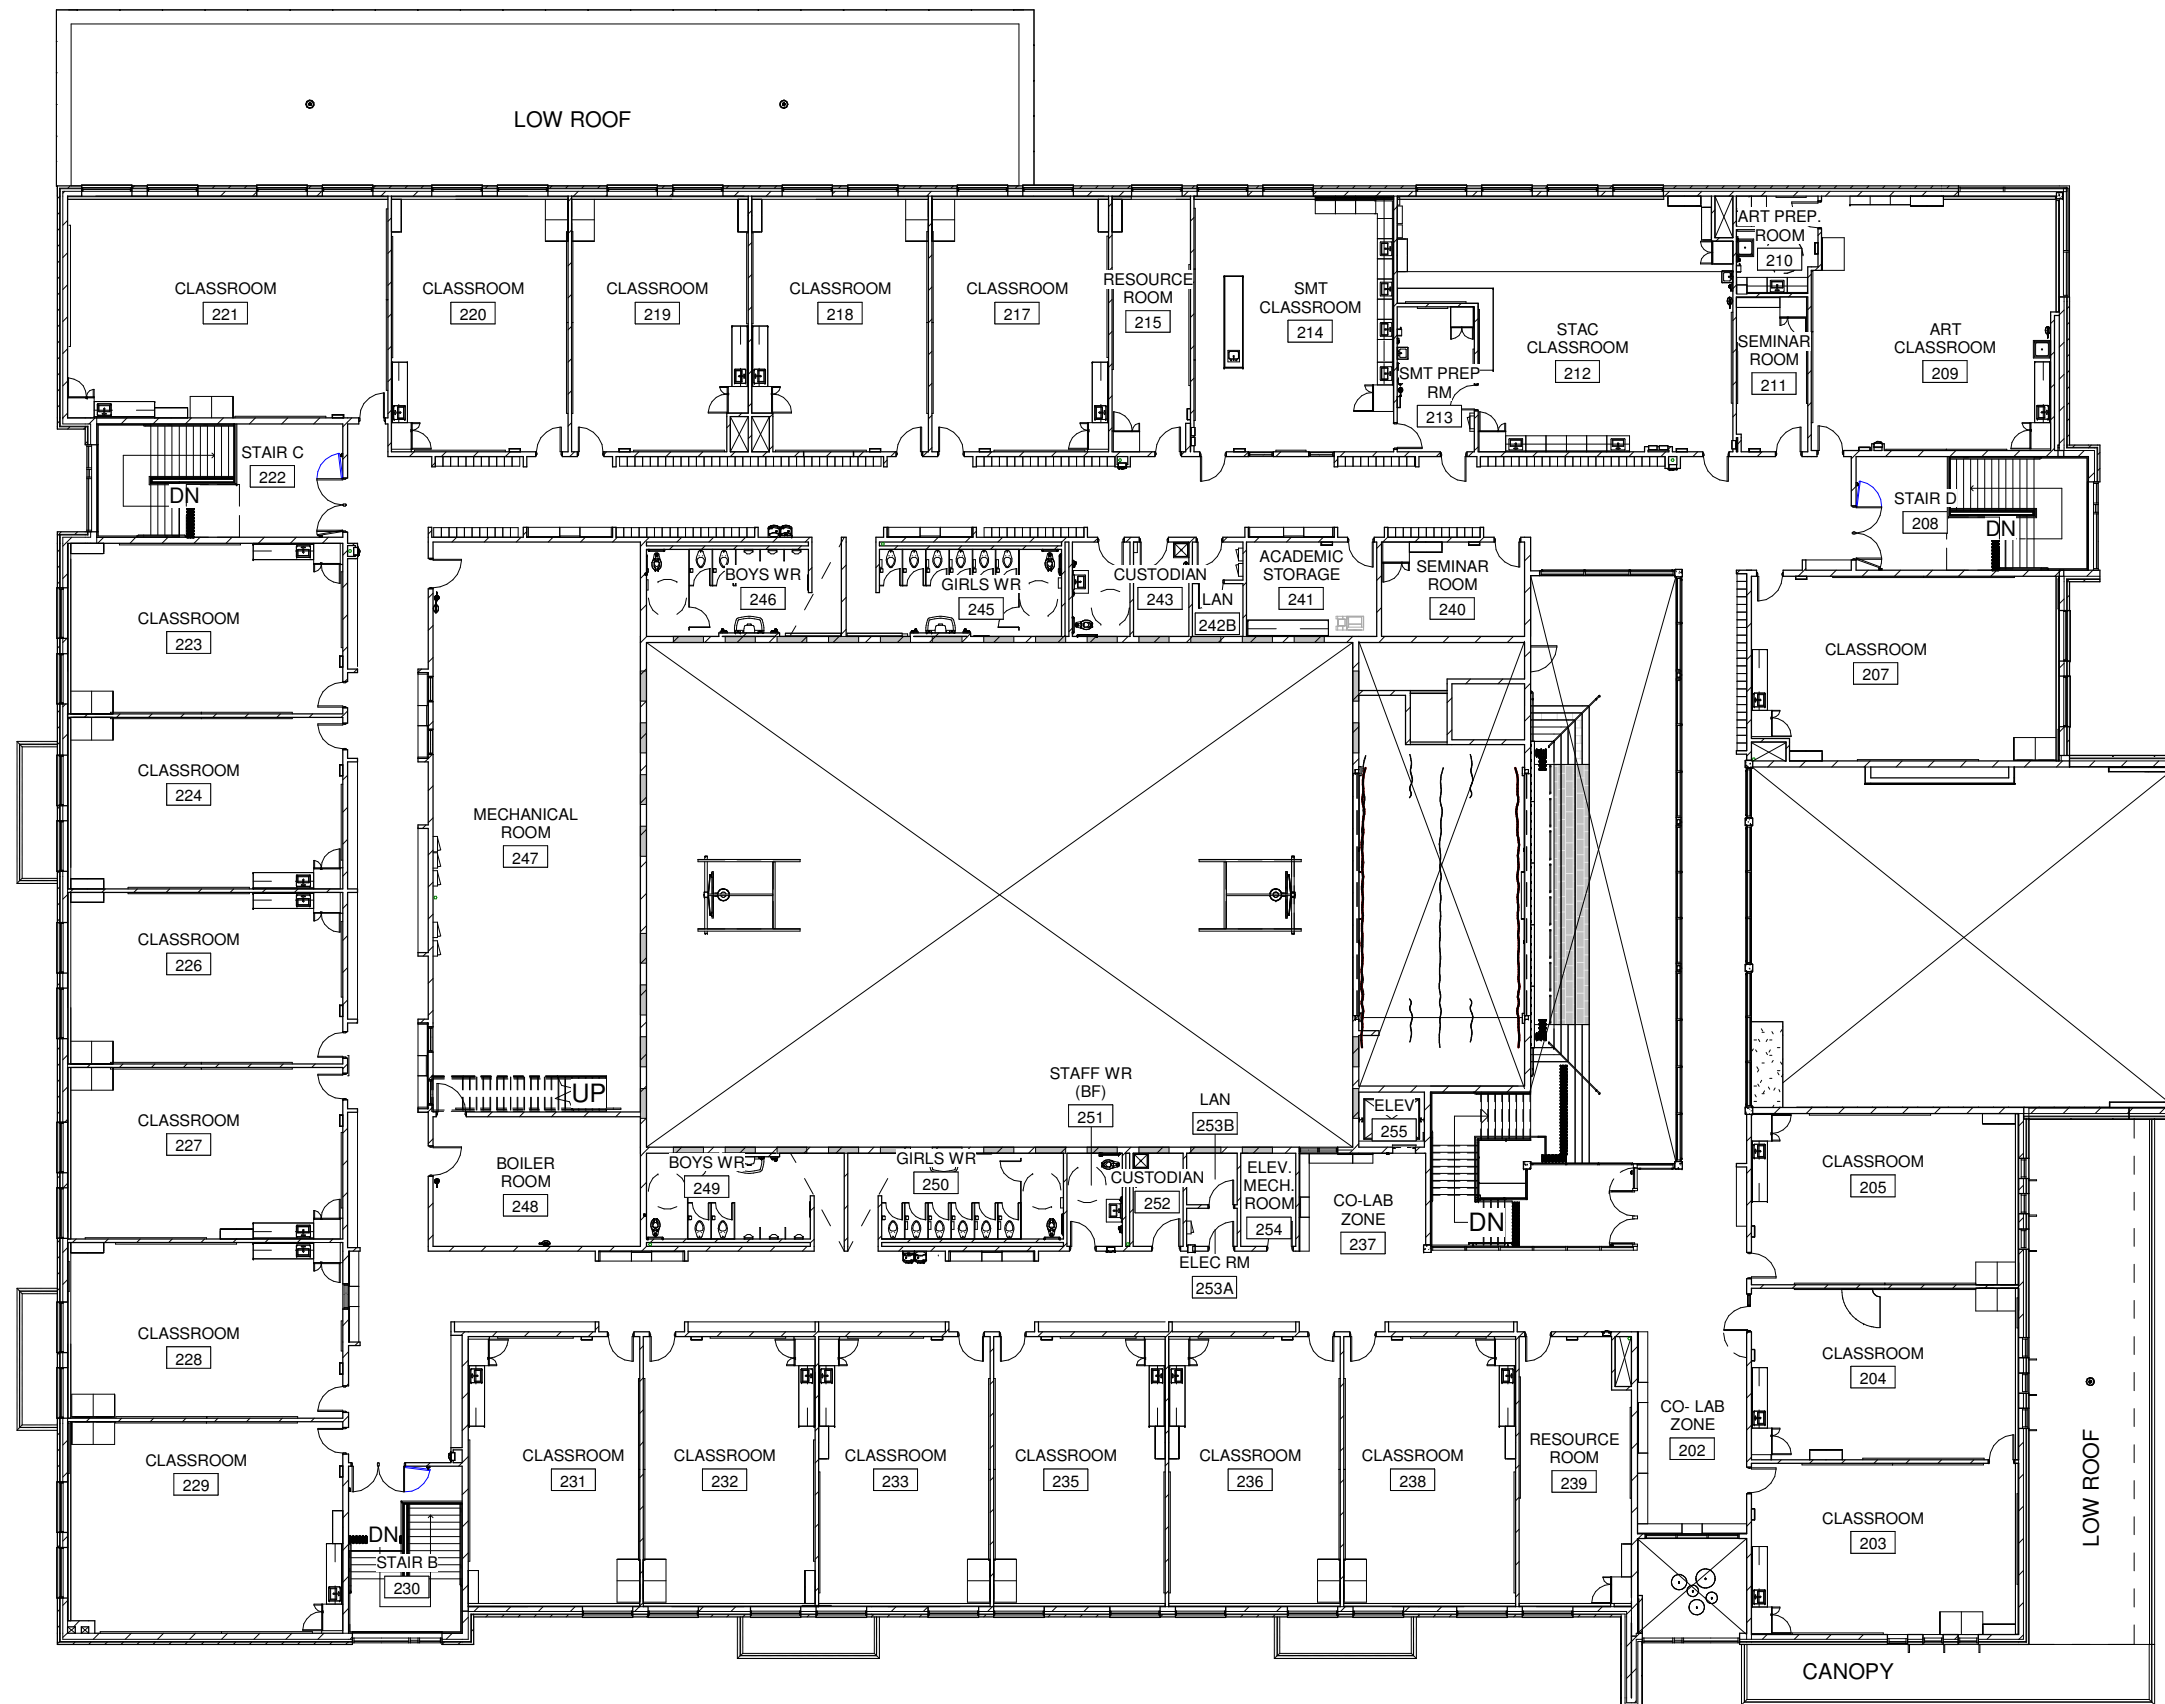 LOW ROOF
CLASSROOM
221
CLASSROOM
220
CLASSROOM
219
CLASSROOM
218
CLASSROOM
217
RESOURCE
ROOM
215
SMT
CLASSROOM
214
SMT PREP
RM
213
STAC
CLASSROOM
212
ART PREP.
ROOM
210
SEMINAR
ROOM
211
ART
CLASSROOM
209
STAIR C
222
DN
STAIR D
208
DN
CLASSROOM
223
BOYS WR
246
GIRLS WR
245
CUSTODIAN
243
LAN
242B
ACADEMIC
STORAGE
241
SEMINAR
ROOM
240
CLASSROOM
207
CLASSROOM
224
MECHANICAL
ROOM
247
CLASSROOM
226
CLASSROOM
227
UP
STAFF WR
(BF)
251
LAN
253B
ELEV
255
BOILER
ROOM
248
BOYS WR
249
GIRLS WR
250
CUSTODIAN
252
ELEV.
MECH.
ROOM
254
CO-LAB
ZONE
237
DN
CLASSROOM
205
ELEC RM
253A
CLASSROOM
228
CLASSROOM
204
CLASSROOM
229
CLASSROOM
231
CLASSROOM
232
CLASSROOM
233
CLASSROOM
235
CLASSROOM
236
CLASSROOM
238
RESOURCE
ROOM
239
CO- LAB
ZONE
202
LOW ROOF
DN
STAIR B
230
CLASSROOM
203
CANOPY